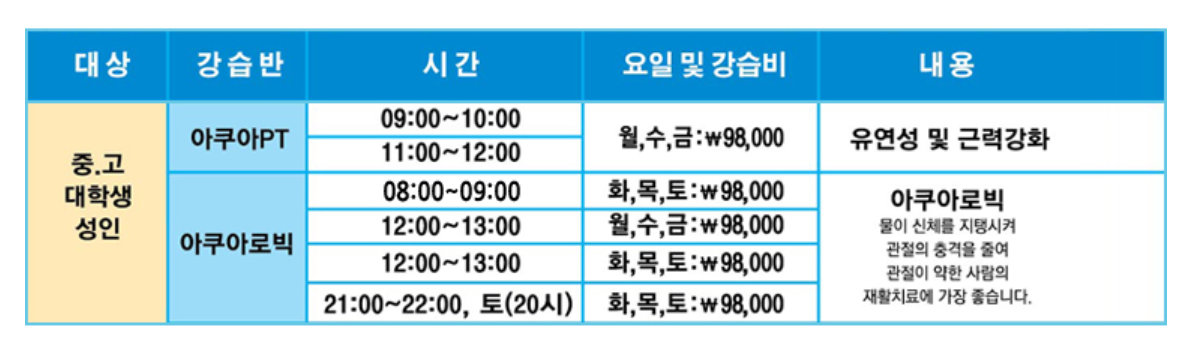 대상 강습반 시간 요일 및 강습비 내용
중.고
대학생
성인
아쿠아PT
09:00~10:00
11:00~12:00
월,수,금:₩98,000
유연성 및 근력강화
아쿠아로빅
08:00~09:00 화,목,토:₩98,000
12:00~13:00 월,수,금:₩98,000
12:00~13:00 화,목,토:₩98,000
21:00~22:00, 토(20시) 화,목,토:₩98,000
아쿠아로빅
물이 신체를 지탱시켜
관절의 충격을 줄여
관절이 약한 사람의
재활치료에 가장 좋습니다.